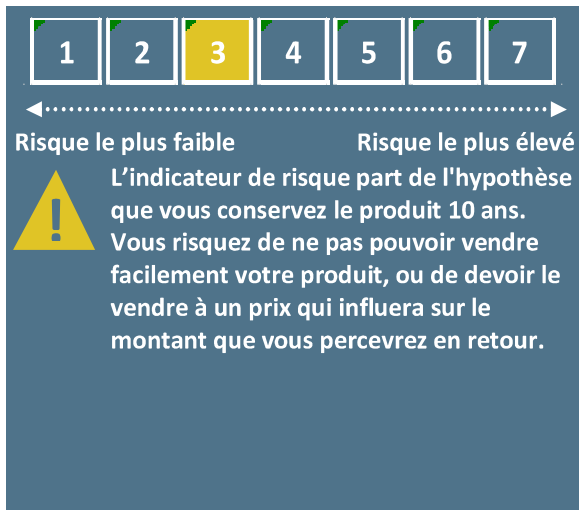 1 2 3 4 5 6 7
Risque le plus faible Risque le plus élevé
L’indicateur de risque part de l'hypothèse
que vous conservez le produit 10 ans.
Vous risquez de ne pas pouvoir vendre
facilement votre produit, ou de devoir le
vendre à un prix qui influera sur le
montant que vous percevrez en retour.